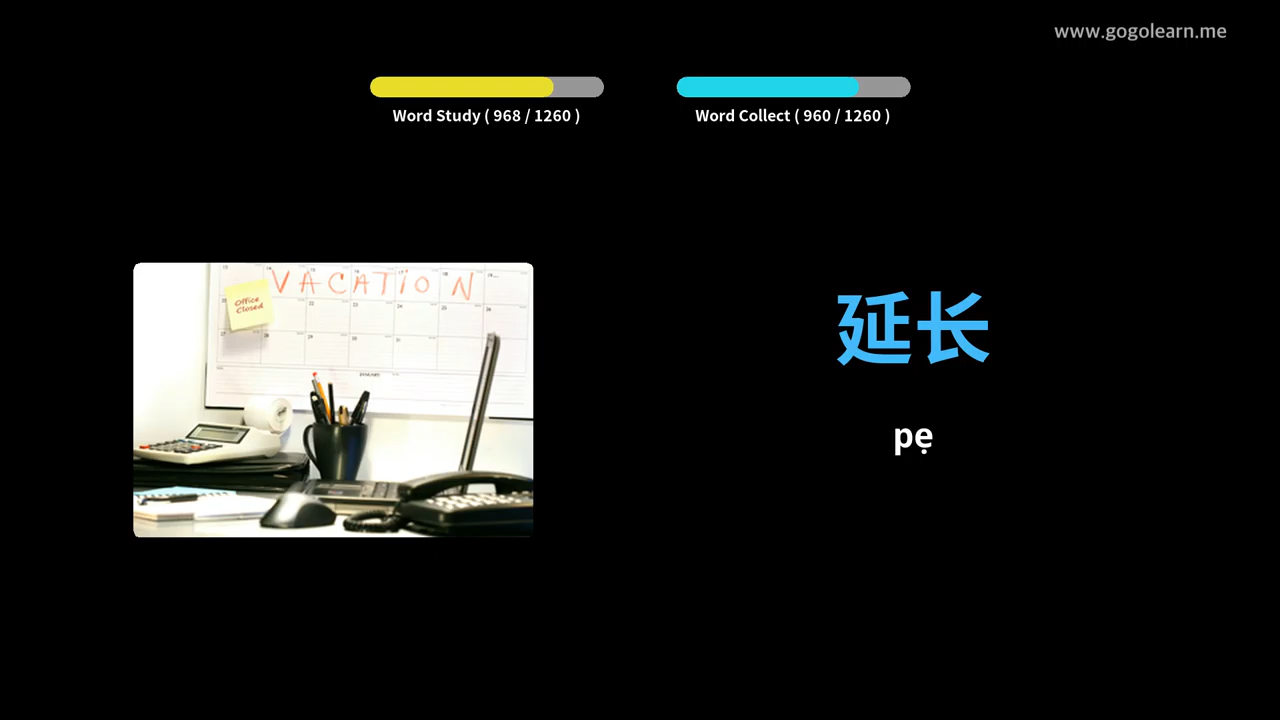 www.gogolearn.me
Word Study ( 968 / 1260 )
Word Collect ( 960 / 1260 )
VACATION
Office
Closed
延长
pẹ